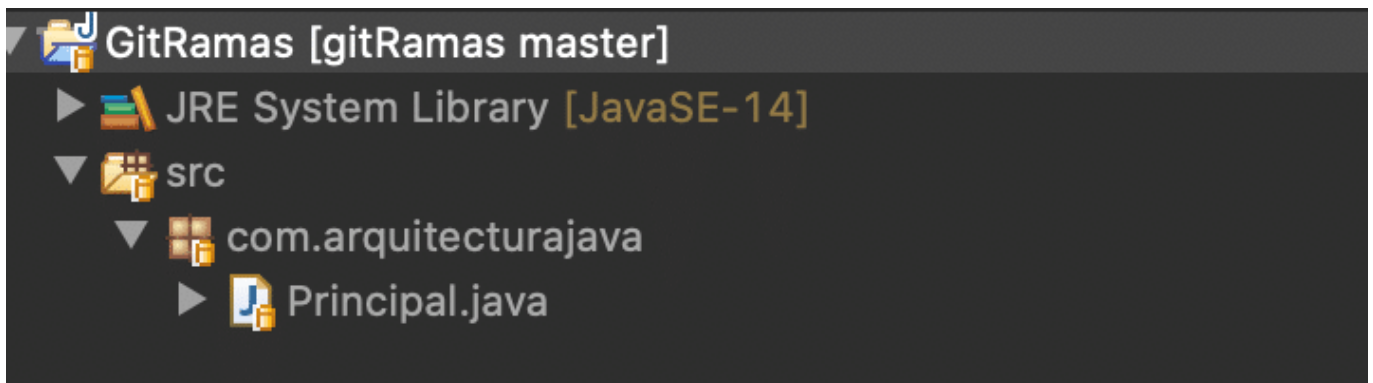 GitRamas [gitRamas master]
JRE System Library [JavaSE-14]
src
com.arquitecturajava
Principal.java